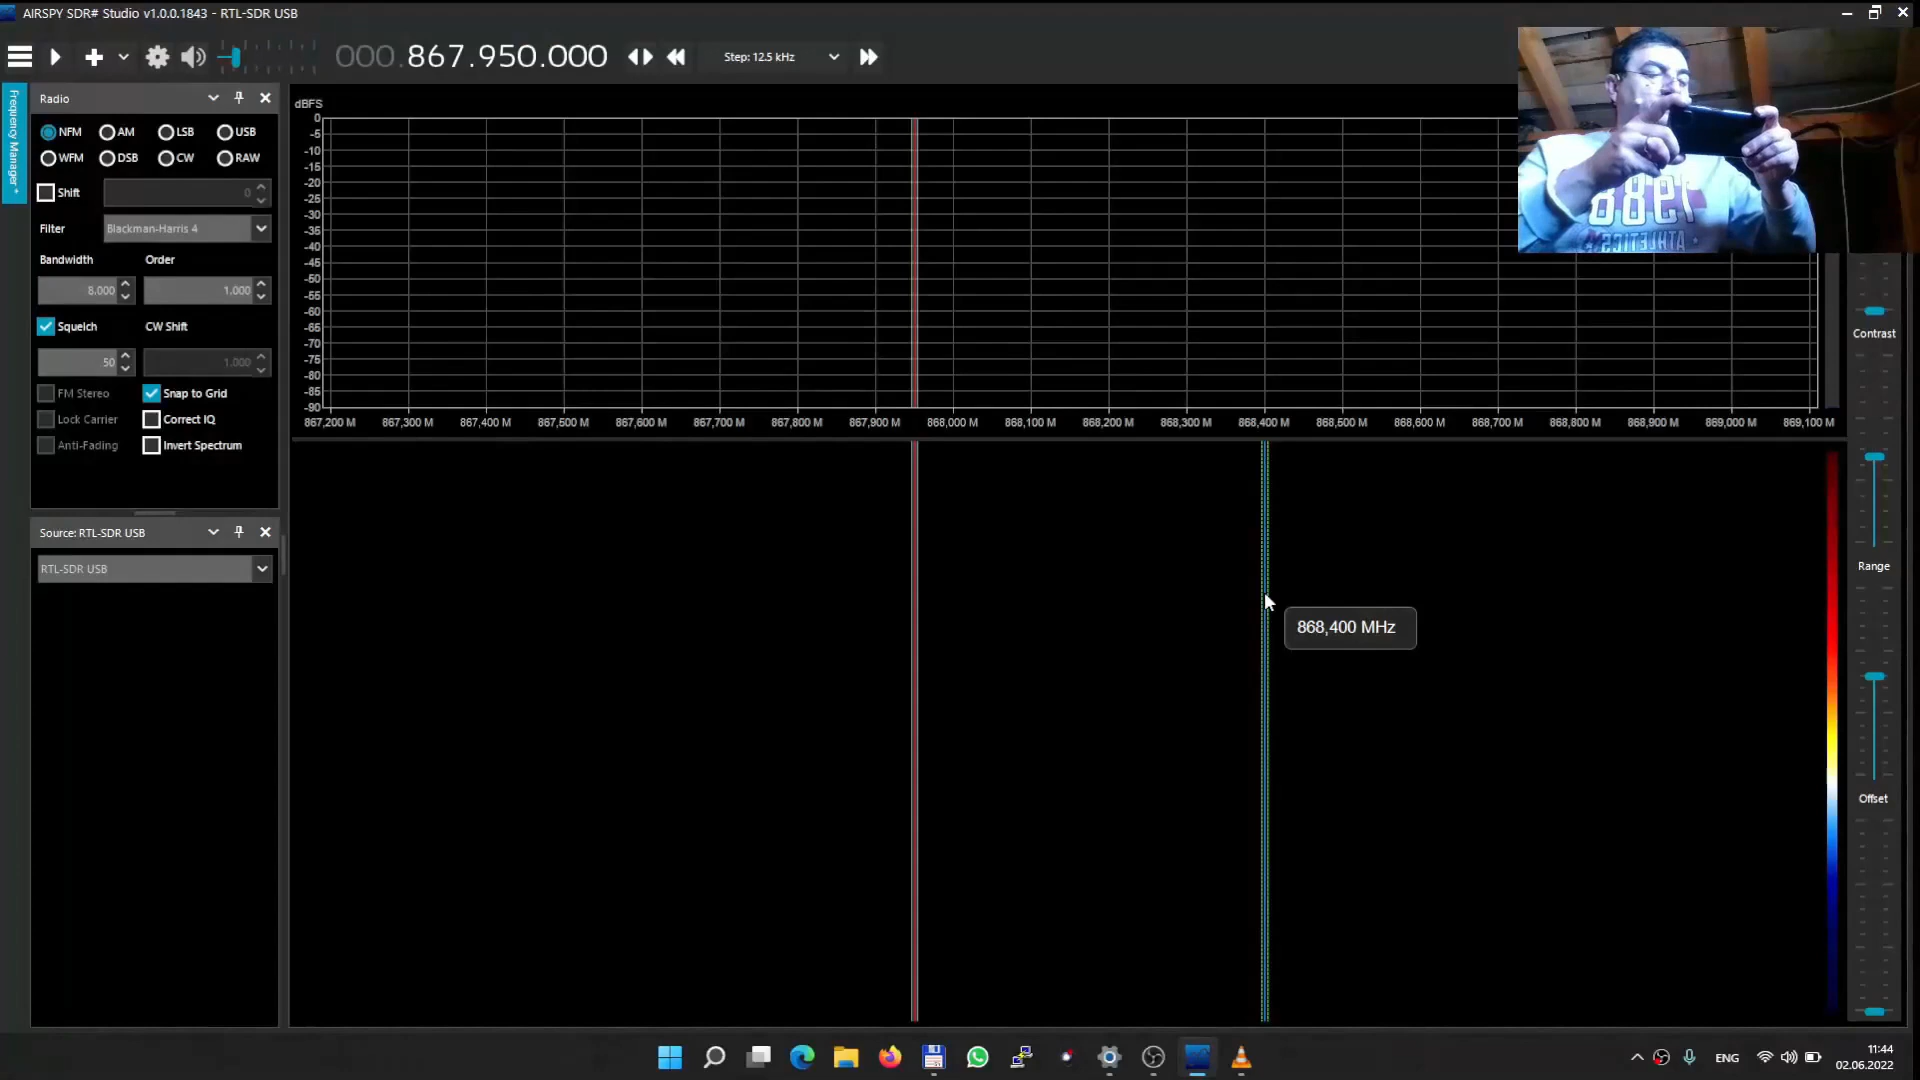 AIRSPY SDR# Studio v1.0.0.1843 - RTL-SDR USB
000.867.950.000
Step: 12.5 kHz
Frequency Manager *
Radio
NFM AM LSB USB
WFM DSB CW RAW
Shift 0
Filter Blackman-Harris 4
Bandwidth Order
8.000 1.000
Squelch CW Shift
50 1.000
FM Stereo Snap to Grid
Lock Carrier Correct IQ
Anti-Fading Invert Spectrum
Source: RTL-SDR USB
RTL-SDR USB
dBFS
0
-5
-10
-15
-20
-25
-30
-35
-40
-45
-50
-55
-60
-65
-70
-75
-80
-85
-90
867,200 M 867,300 M 867,400 M 867,500 M 867,600 M 867,700 M 867,800 M 867,900 M 868,000 M 868,100 M 868,200 M 868,300 M 868,400 M 868,500 M 868,600 M 868,700 M 868,800 M 868,900 M 869,000 M 869,100 M
868,400 MHz
1988
ATHLETICS
Contrast
Range
Offset
ENG
11:44
02.06.2022